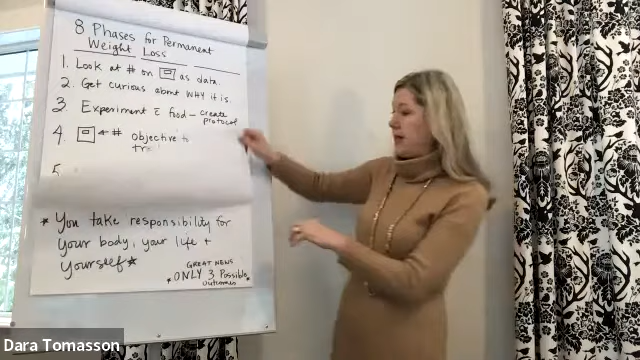 8 Phases for Permanent
Weight Loss
1. Look at # on as data
2. Get curious about WHY it is.
3. Experiment c̄ food – create
protocol
4. ← # objective to
5.
* You take responsibility for
your body, your life +
yourself *
GREAT NEWS
* ONLY 3 Possible *
outcomes
Dara Tomasson